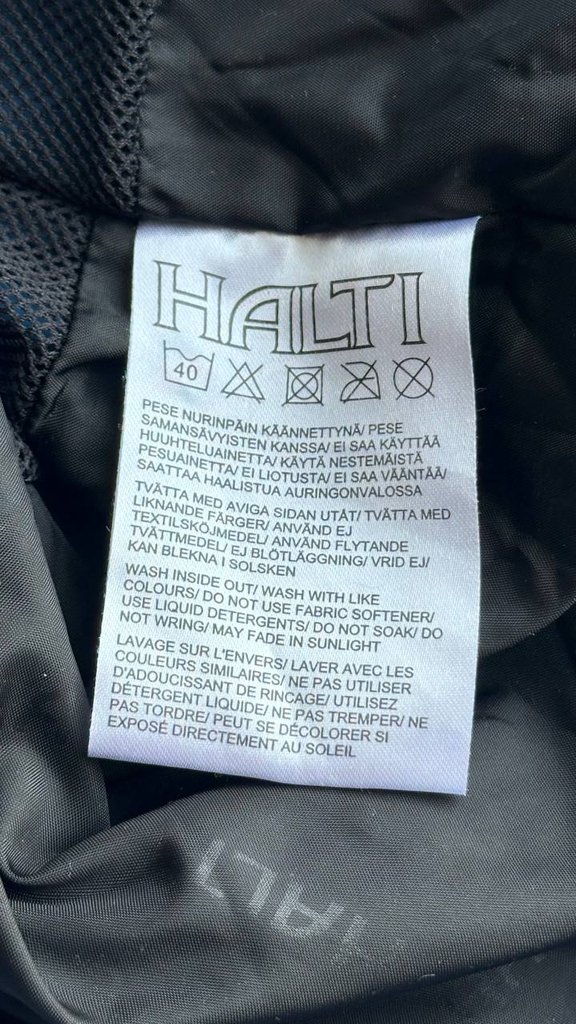 HALTI
40
PESE NURINPÄIN KÄÄNNETTYNÄ/ PESE
SAMANSÄVYISTEN KANSSA/ EI SAA KÄYTTÄÄ
HUUHTELUAINETTA/ KÄYTÄ NESTEMÄISTÄ
PESUAINETTA/ EI LIOTUSTA/ EI SAA VÄÄNTÄÄ/
SAATTAA HAALISTUA AURINGONVALOSSA
TVÄTTA MED AVIGA SIDAN UTÅT/ TVÄTTA MED
LIKNANDE FÄRGER/ ANVÄND EJ
TEXTILSKÖJMEDEL/ ANVÄND FLYTANDE
TVÄTTMEDEL/ EJ BLÖTLÄGGNING/ VRID EJ/
KAN BLEKNA I SOLSKEN
WASH INSIDE OUT/ WASH WITH LIKE
COLOURS/ DO NOT USE FABRIC SOFTENER/
USE LIQUID DETERGENTS/ DO NOT SOAK/ DO
NOT WRING/ MAY FADE IN SUNLIGHT
LAVAGE SUR L'ENVERS/ LAVER AVEC LES
COULEURS SIMILAIRES/ NE PAS UTILISER
D'ADOUCISSANT DE RINCAGE/ UTILISEZ
DÉTERGENT LIQUIDE/ NE PAS TREMPER/ NE
PAS TORDRE/ PEUT SE DÉCOLORER SI
EXPOSÉ DIRECTEMENT AU SOLEIL
HALTI